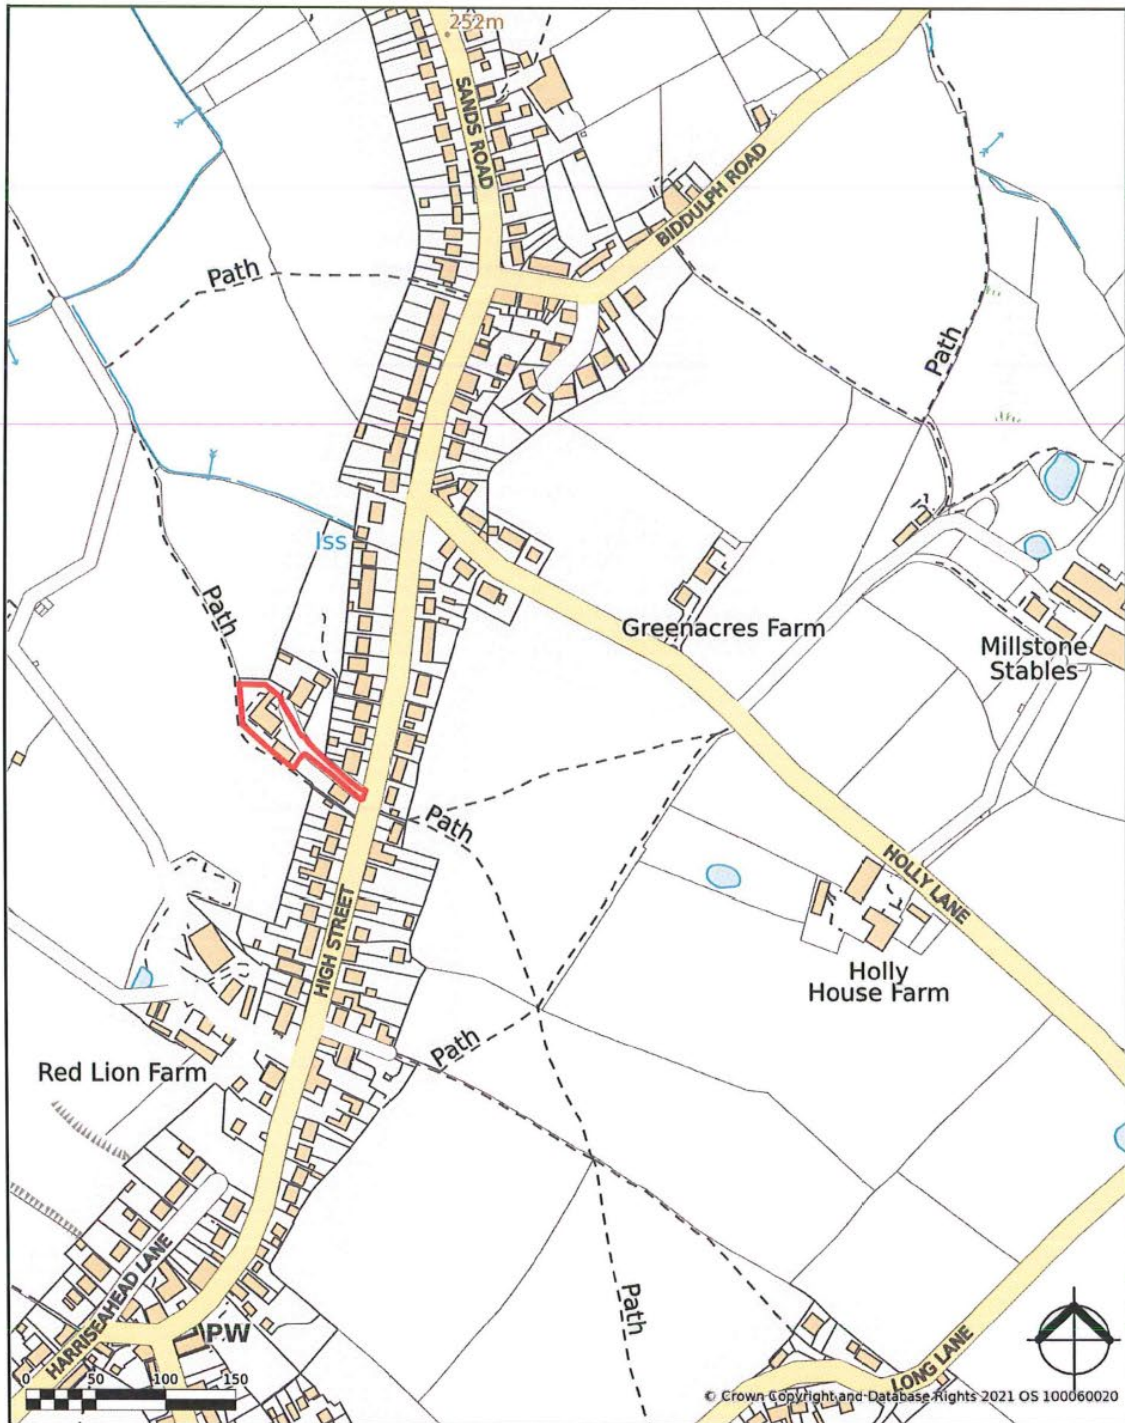 252m
SANDS ROAD
BIDDULPH ROAD
Path
Path
Iss
Path
Greenacres Farm
Millstone
Stables
Path
HOLLY LANE
HIGH STREET
Holly
House Farm
Path
Red Lion Farm
HARRISEAHEAD LANE
PW
Path
LONG LANE
0 50 100 150
© Crown Copyright and Database Rights 2021 OS 100060020